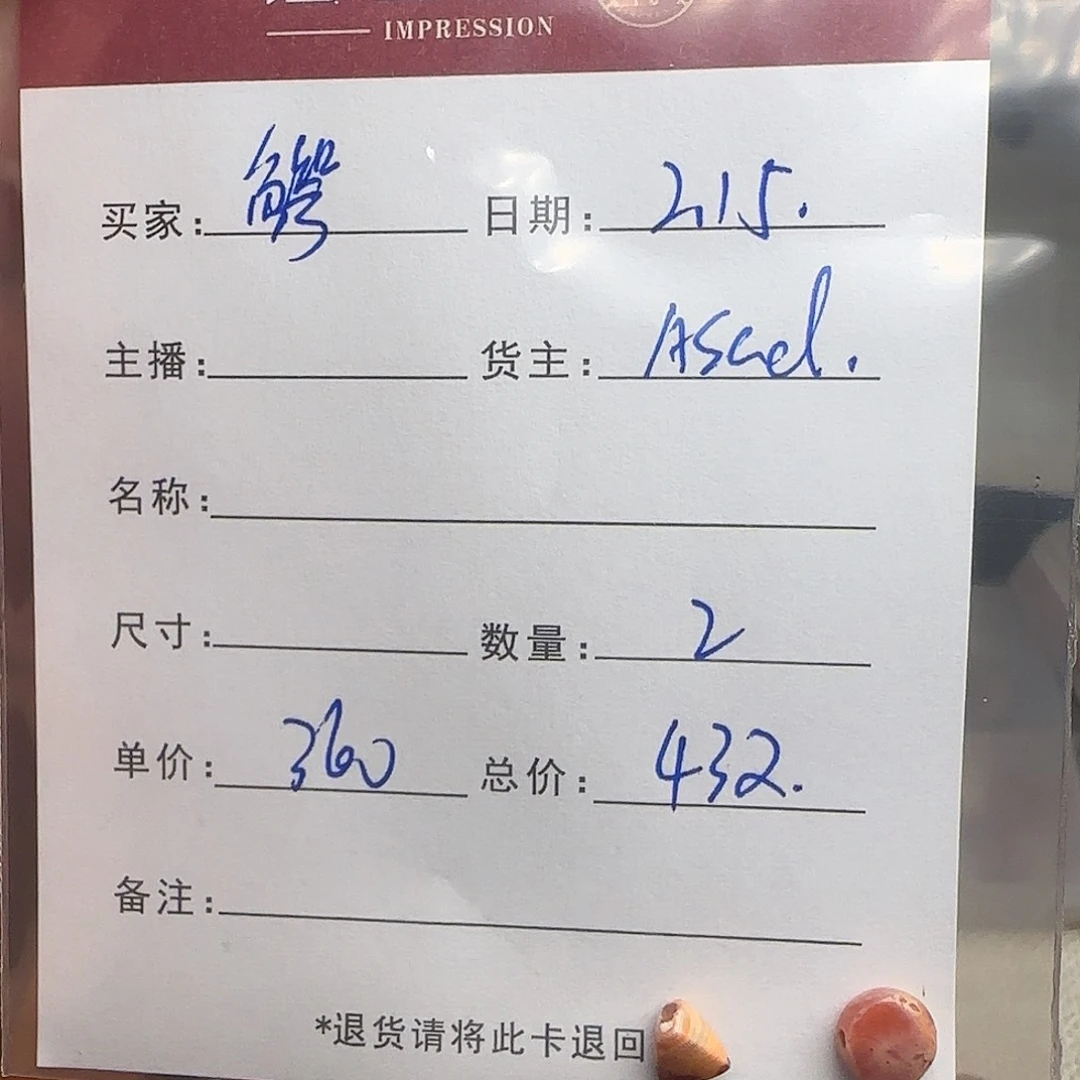 IMPRESSION
买家: 日期: 215.
主播: 货主: Asad.
名称:
尺寸: 数量: 2
单价: 360 总价: 432.
备注:
*退货请将此卡退回